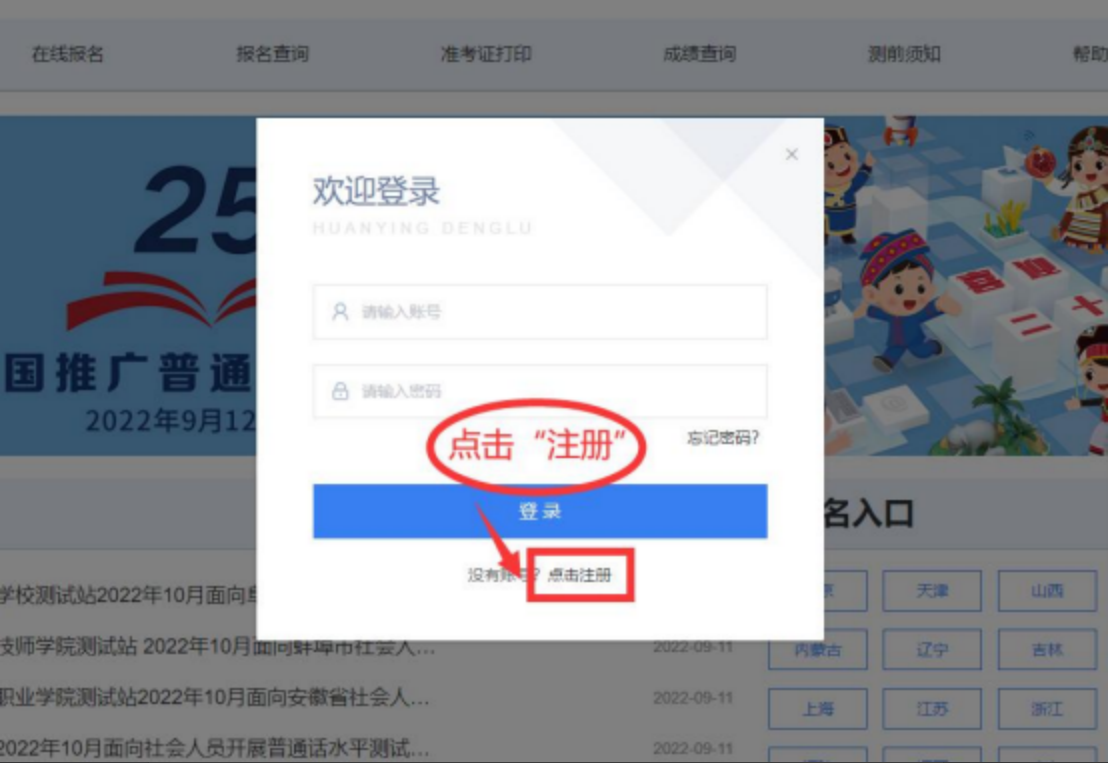 在线报名 报名查询 准考证打印 成绩查询 测前须知 帮助
25
国推广普通
2022年9月12
喜迎二十
欢迎登录
HUANYING DENGLU
请输入账号
请输入密码
点击“注册”
忘记密码?
登录
没有账号? 点击注册
名入口
京 天津 山西
内蒙古 辽宁 吉林
上海 江苏 浙江
学校测试站2022年10月面向
技师学院测试站 2022年10月面向蚌埠市社会人... 2022-09-11
职业学院测试站2022年10月面向安徽省社会人... 2022-09-11
2022年10月面向社会人员开展普通话水平测试... 2022-09-11